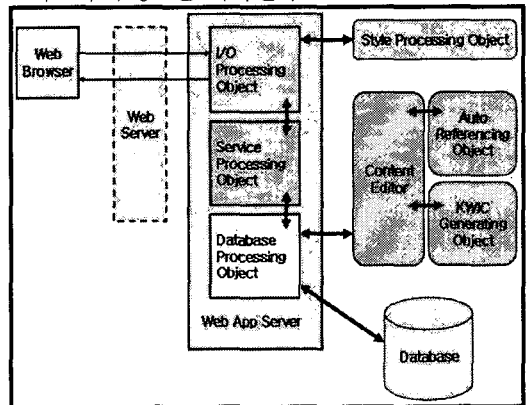 Web
Browser
Web
Server
I/O
Processing
Object
Service
Processing
Object
Database
Processing
Object
Web App Server
Style Processing Object
Content
Editor
Auto
Referencing
Object
KWIC
Generating
Object
Database